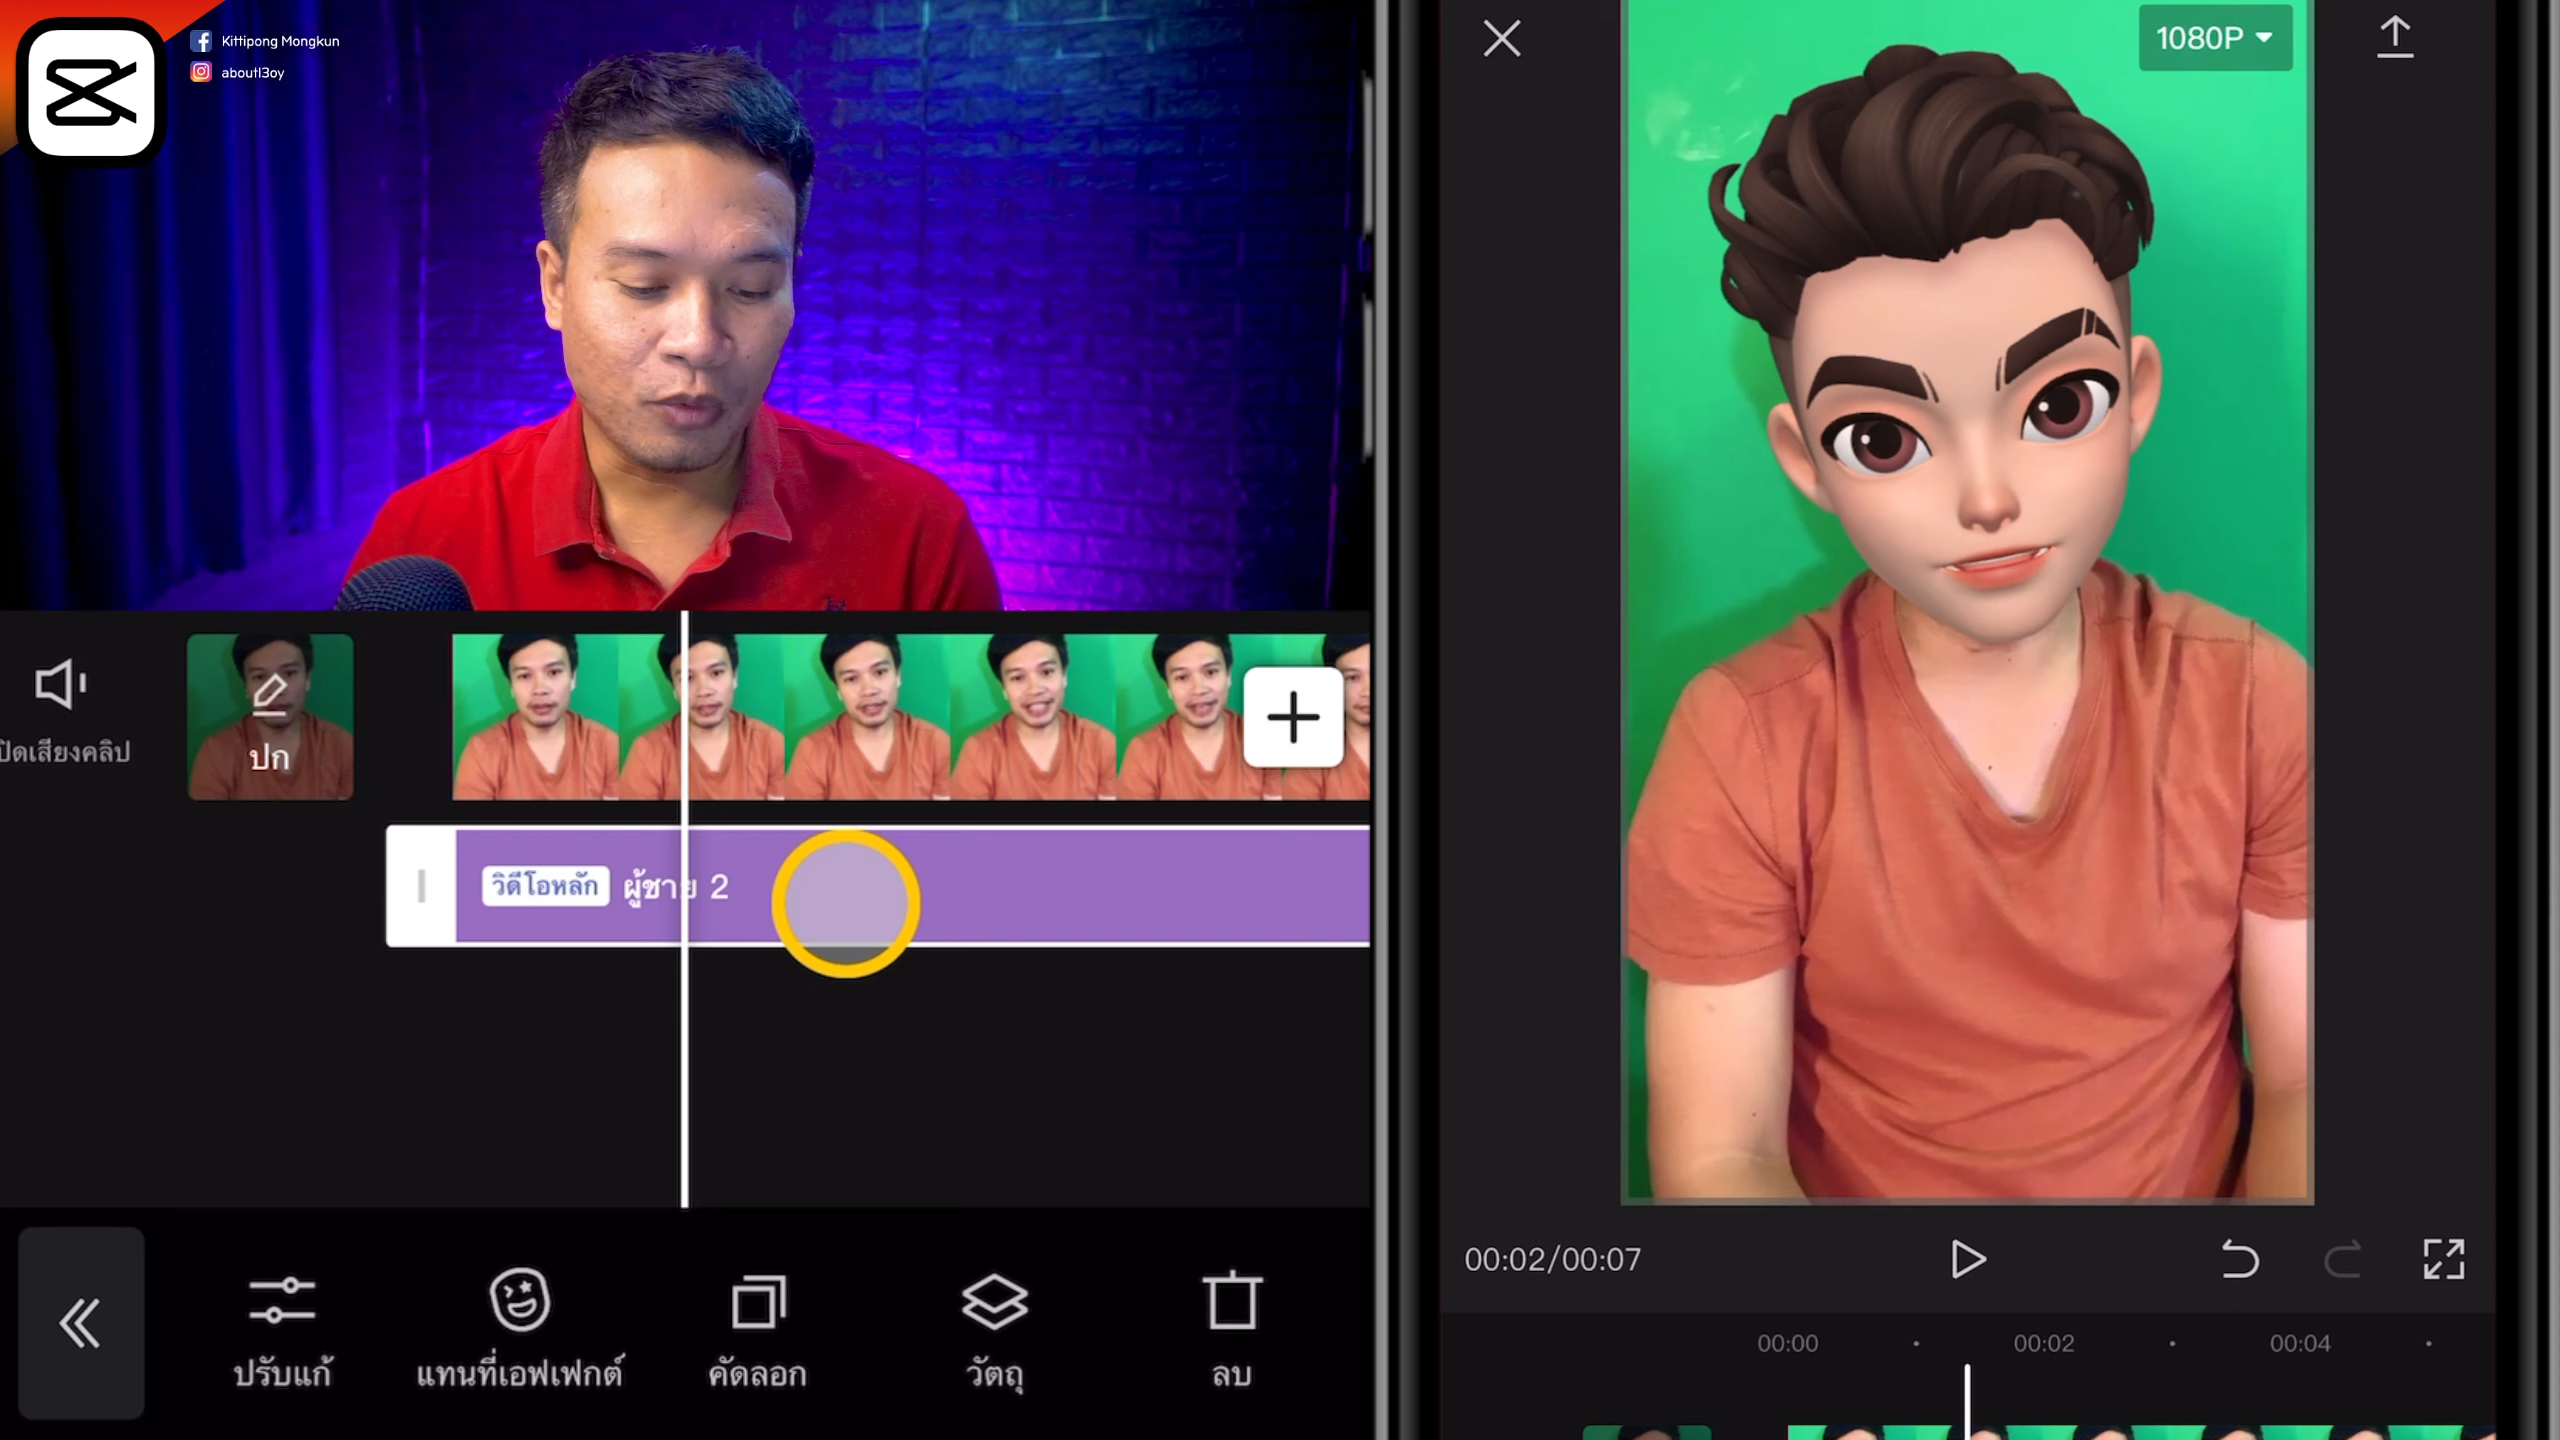 Kittipong Mongkun
aboutl3oy
1080P
ปิดเสียงคลิป
ปก
วิดีโอหลัก ผู้ชาย 2
ปรับแก้
แทนที่เอฟเฟกต์
คัดลอก
วัตถุ
ลบ
00:02/00:07
00:00
00:02
00:04